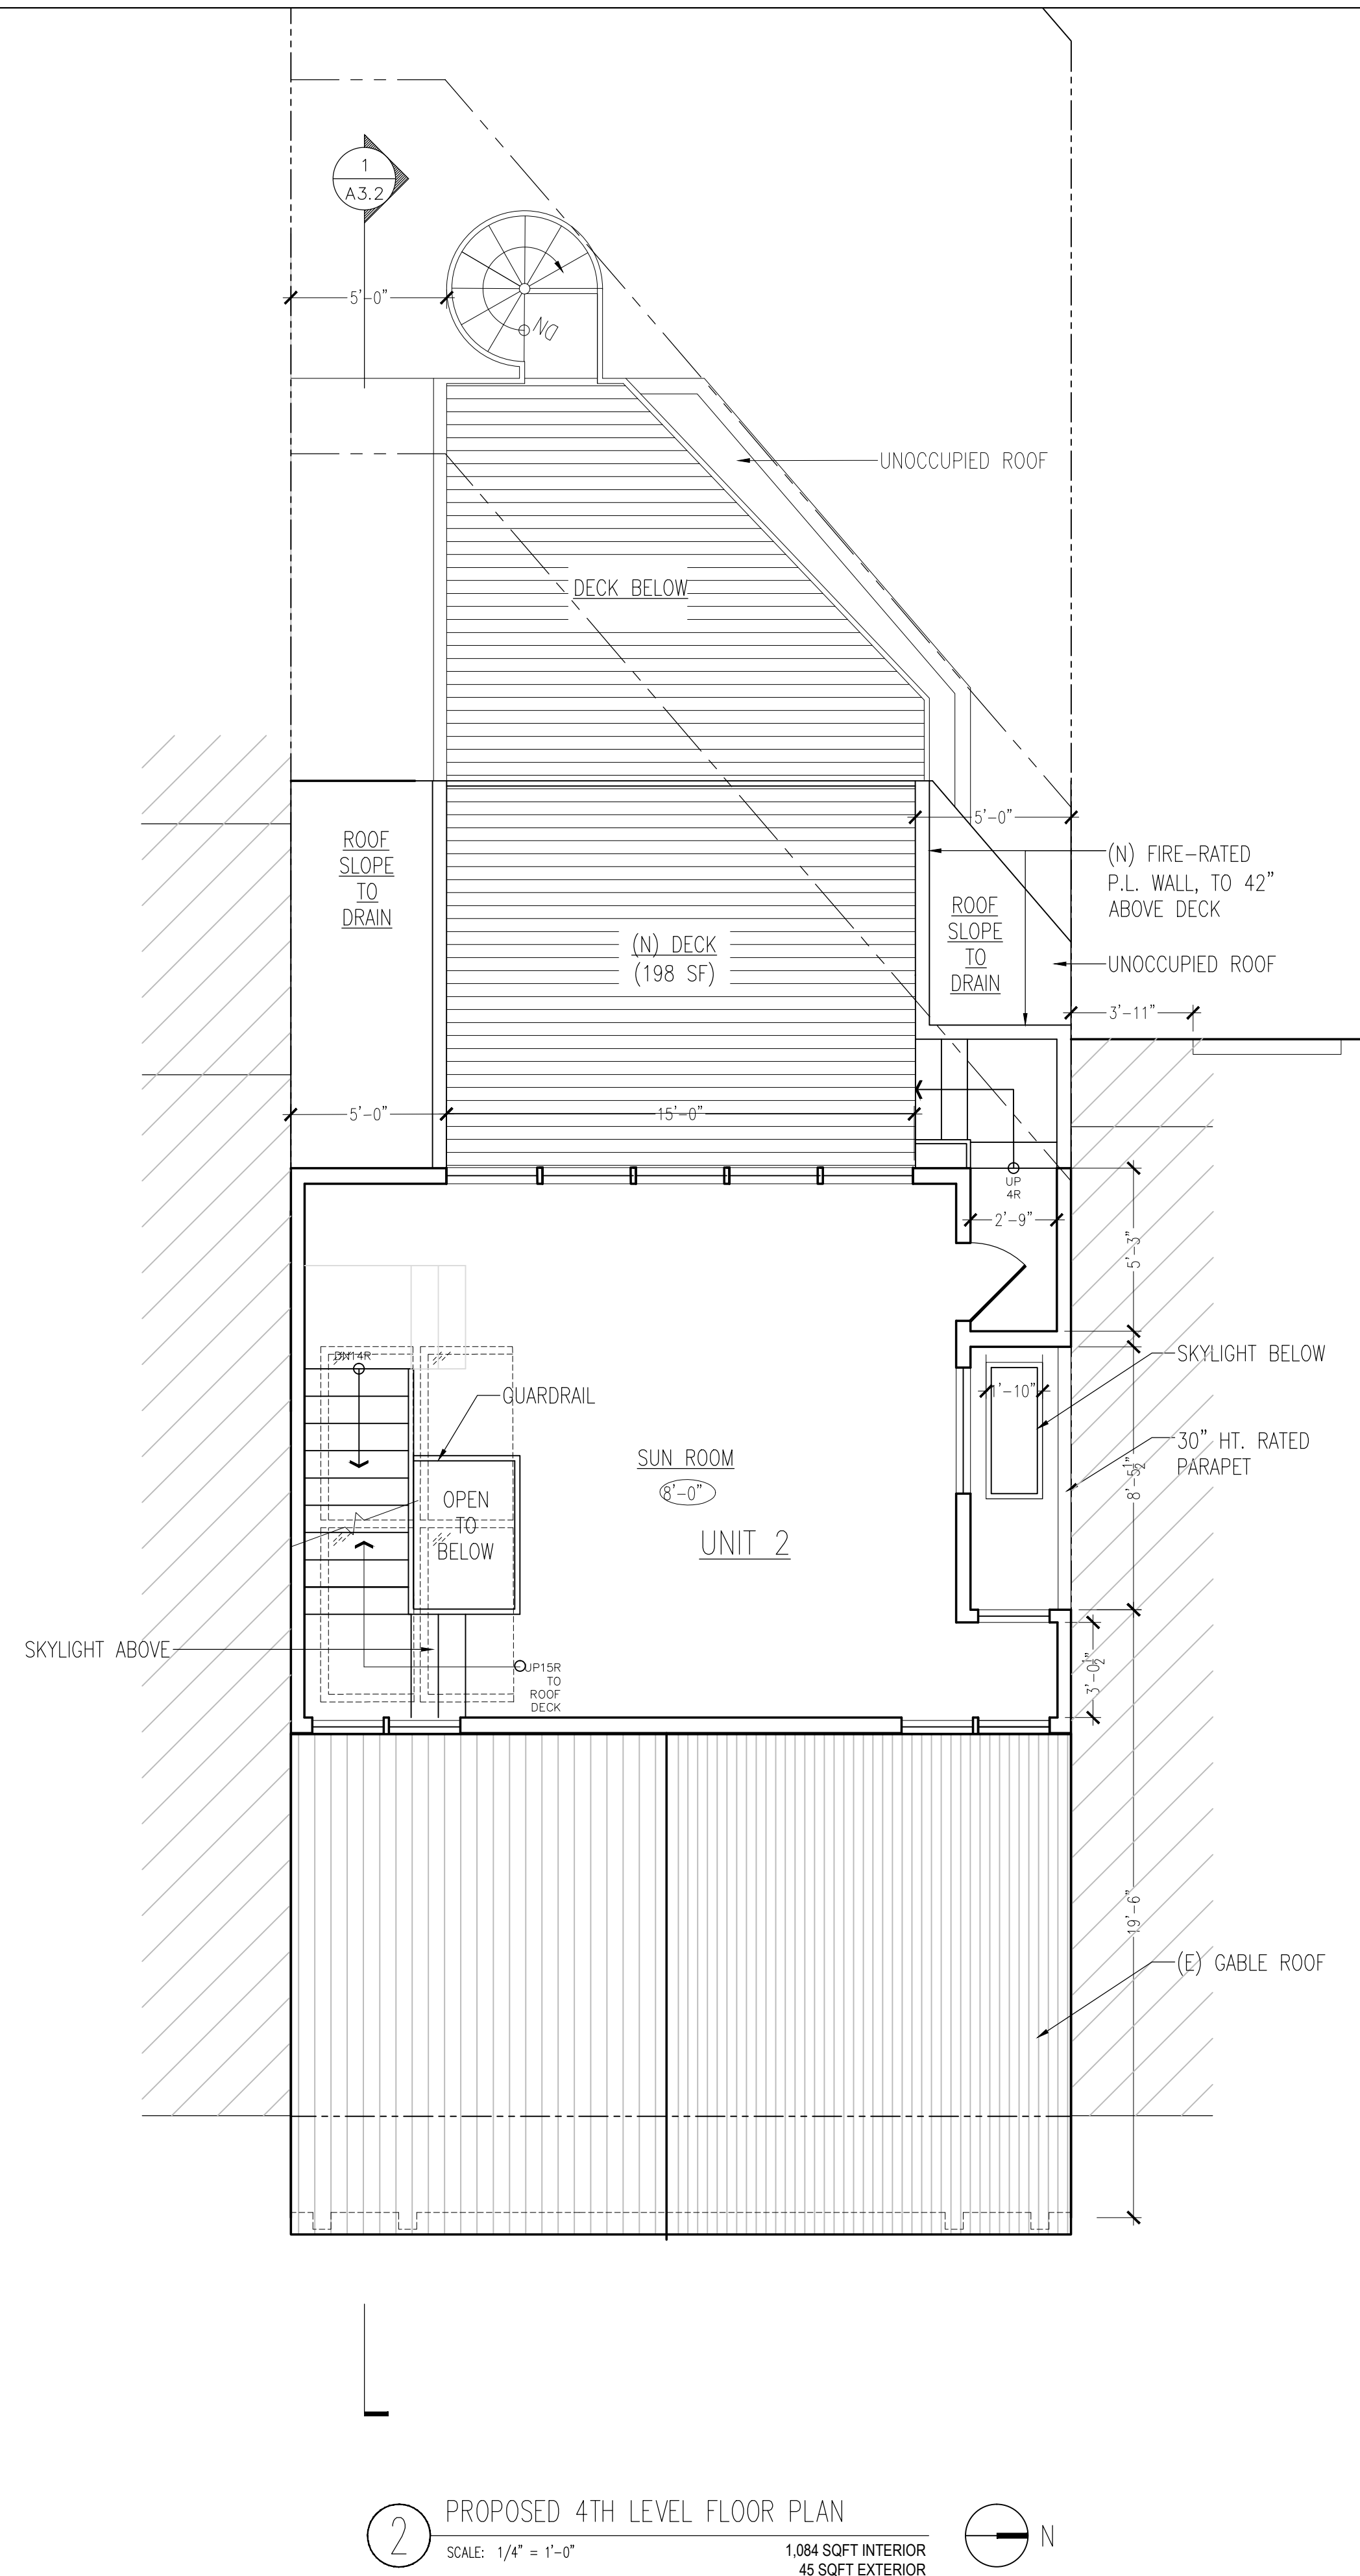 1
A3.2
5'-0"
DN
UNOCCUPIED ROOF
DECK BELOW
5'-0"
ROOF
SLOPE
TO
DRAIN
(N) FIRE-RATED
P.L. WALL, TO 42"
ABOVE DECK
ROOF
SLOPE
TO
DRAIN
(N) DECK
(198 SF)
UNOCCUPIED ROOF
3'-11"
5'-0"
15'-0"
UP
4R
2'-9"
5'-3"
DN14R
SKYLIGHT BELOW
1'-10"
GUARDRAIL
30" HT. RATED
PARAPET
SUN ROOM
8'-0"
8'-5 1/2"
OPEN
TO
BELOW
UNIT 2
SKYLIGHT ABOVE
UP15R
TO
ROOF
DECK
3'-0 1/2"
19'-6"
(E) GABLE ROOF
2
PROPOSED 4TH LEVEL FLOOR PLAN
SCALE: 1/4" = 1'-0"
1,084 SQFT INTERIOR
45 SQFT EXTERIOR
N